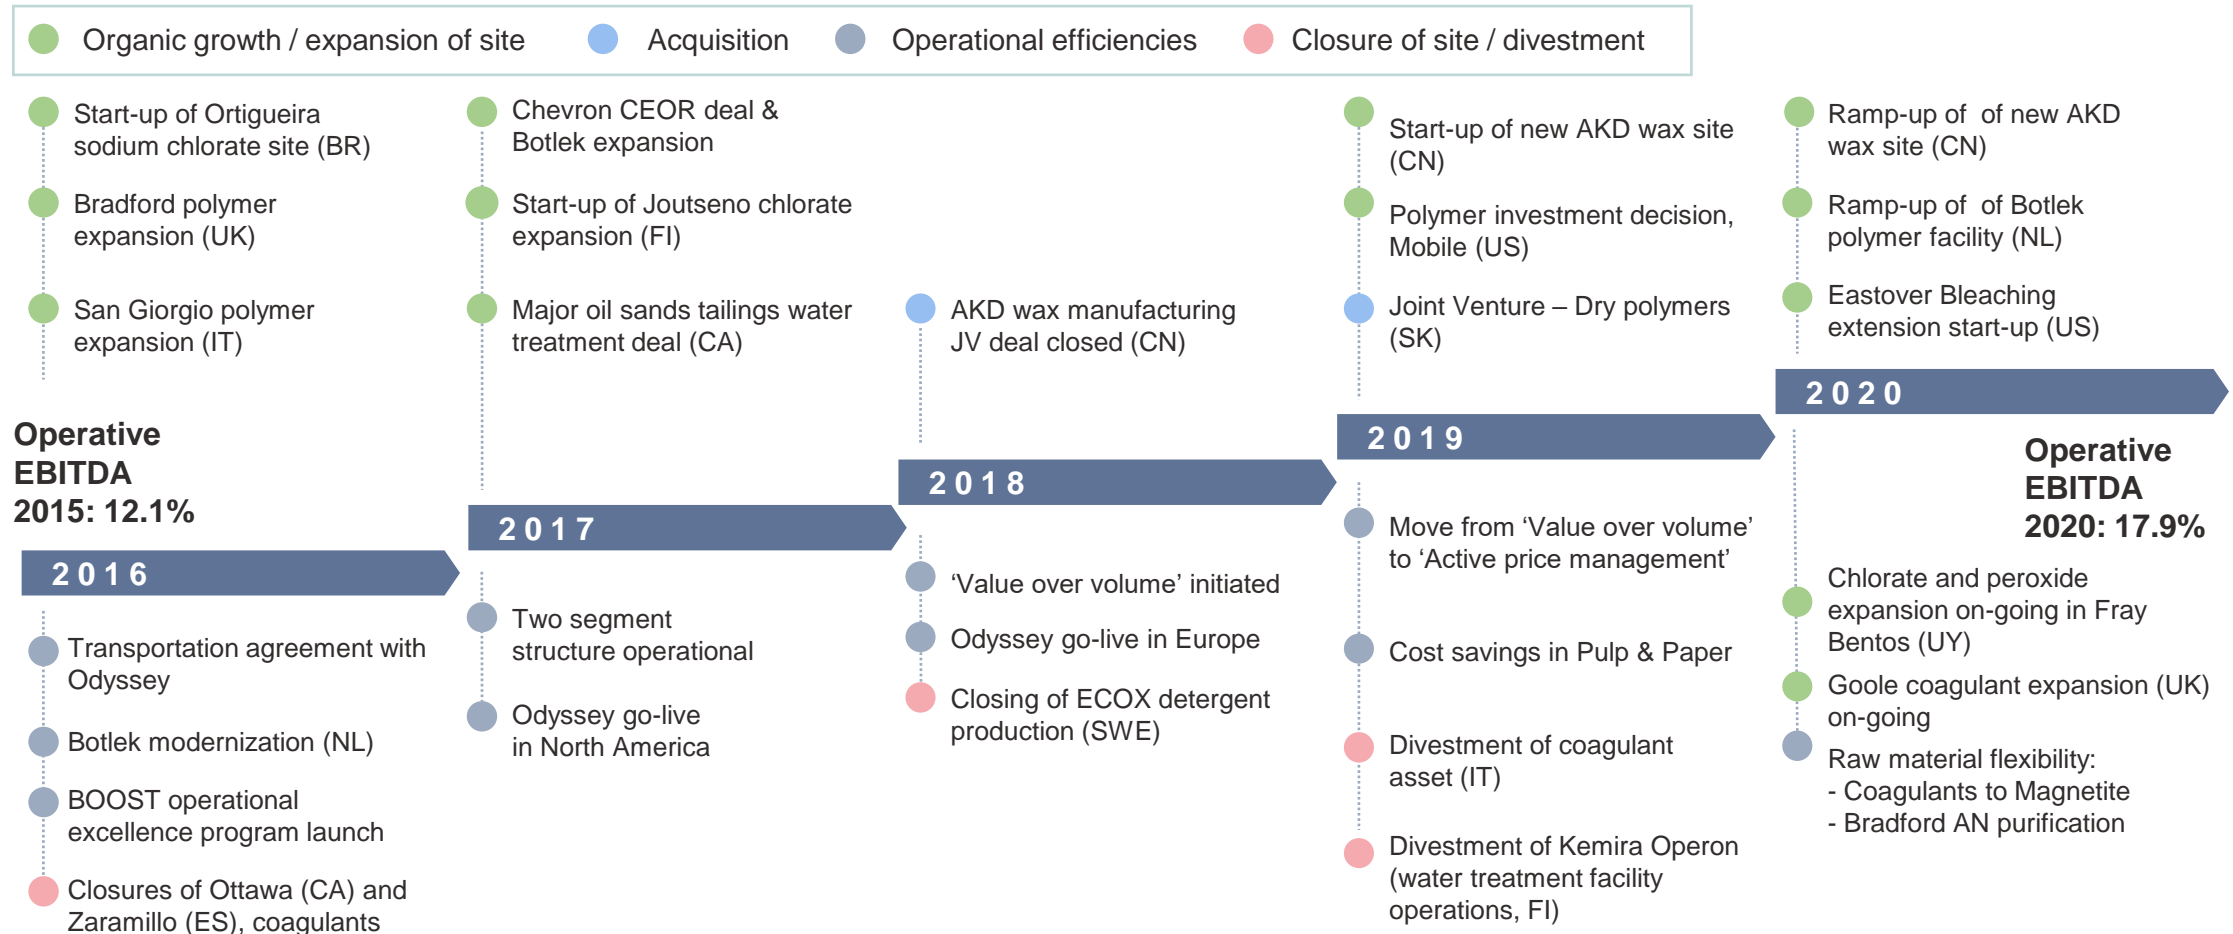 Organic growth / expansion of site
Acquisition
Operational efficiencies
Closure of site / divestment
Start-up of Ortigueira
sodium chlorate site (BR)
Bradford polymer
expansion (UK)
San Giorgio polymer
expansion (IT)
Operative
EBITDA
2015: 12.1%
2016
Transportation agreement with
Odyssey
Botlek modernization (NL)
BOOST operational
excellence program launch
Closures of Ottawa (CA) and
Zaramillo (ES), coagulants
Chevron CEOR deal &
Botlek expansion
Start-up of Joutseno chlorate
expansion (FI)
Major oil sands tailings water
treatment deal (CA)
2017
Two segment
structure operational
Odyssey go-live
in North America
AKD wax manufacturing
JV deal closed (CN)
2018
‘Value over volume’ initiated
Odyssey go-live in Europe
Closing of ECOX detergent
production (SWE)
Start-up of new AKD wax site
(CN)
Polymer investment decision,
Mobile (US)
Joint Venture – Dry polymers
(SK)
2019
Move from ‘Value over volume’
to ‘Active price management’
Cost savings in Pulp & Paper
Divestment of coagulant
asset (IT)
Divestment of Kemira Operon
(water treatment facility
operations, FI)
Ramp-up of  of new AKD
wax site (CN)
Ramp-up of  of Botlek
polymer facility (NL)
Eastover Bleaching
extension start-up (US)
2020
Operative
EBITDA
2020: 17.9%
Chlorate and peroxide
expansion on-going in Fray
Bentos (UY)
Goole coagulant expansion (UK)
on-going
Raw material flexibility:
- Coagulants to Magnetite
- Bradford AN purification